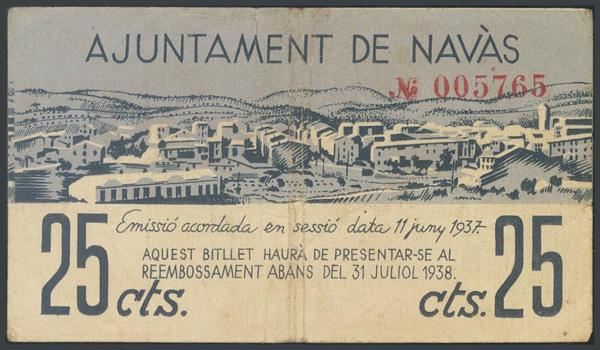 AJUNTAMENT DE NAVÀS
№ 005765
Emissió acordada en sessió data 11 juny 1937.
AQUEST BITLLET HAURÀ DE PRESENTAR-SE AL
REEMBOSSAMENT ABANS DEL 31 JULIOL 1938.
25 cts.
cts. 25